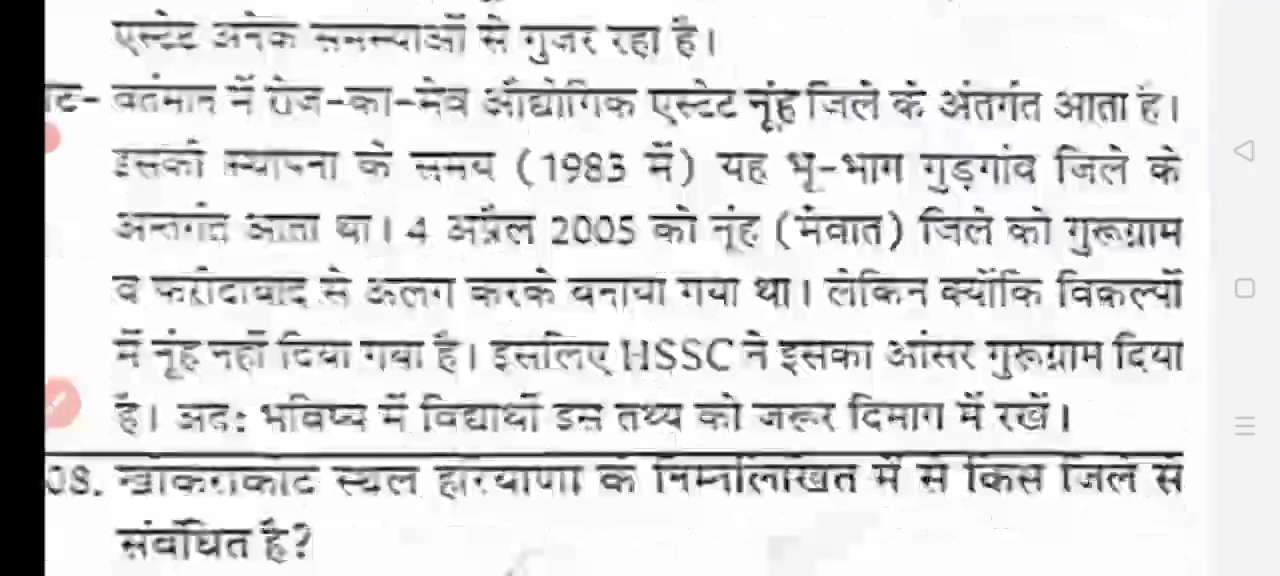 एस्टेट अनेक समस्याओं से गुजर रहा है।
ट- वर्तमान में रोज-का-मेव औद्योगिक एस्टेट नूंह जिले के अंतर्गत आता है।
इसकी स्थापना के समय (1983 में) यह भू-भाग गुड़गांव जिले के
अन्तर्गत आता था। 4 अप्रैल 2005 को नूंह (मेवात) जिले को गुरूग्राम
व फरीदाबाद से अलग करके बनाया गया था। लेकिन क्योंकि विकल्पों
में नूंह नहीं दिया गया है। इसलिए HSSC ने इसका आंसर गुरूग्राम दिया
है। अतः भविष्य में विद्यार्थी इस तथ्य को जरूर दिमाग में रखें।
08. खोकराकोट स्थल हरियाणा के निम्नलिखित में से किस जिले से
संबंधित है?